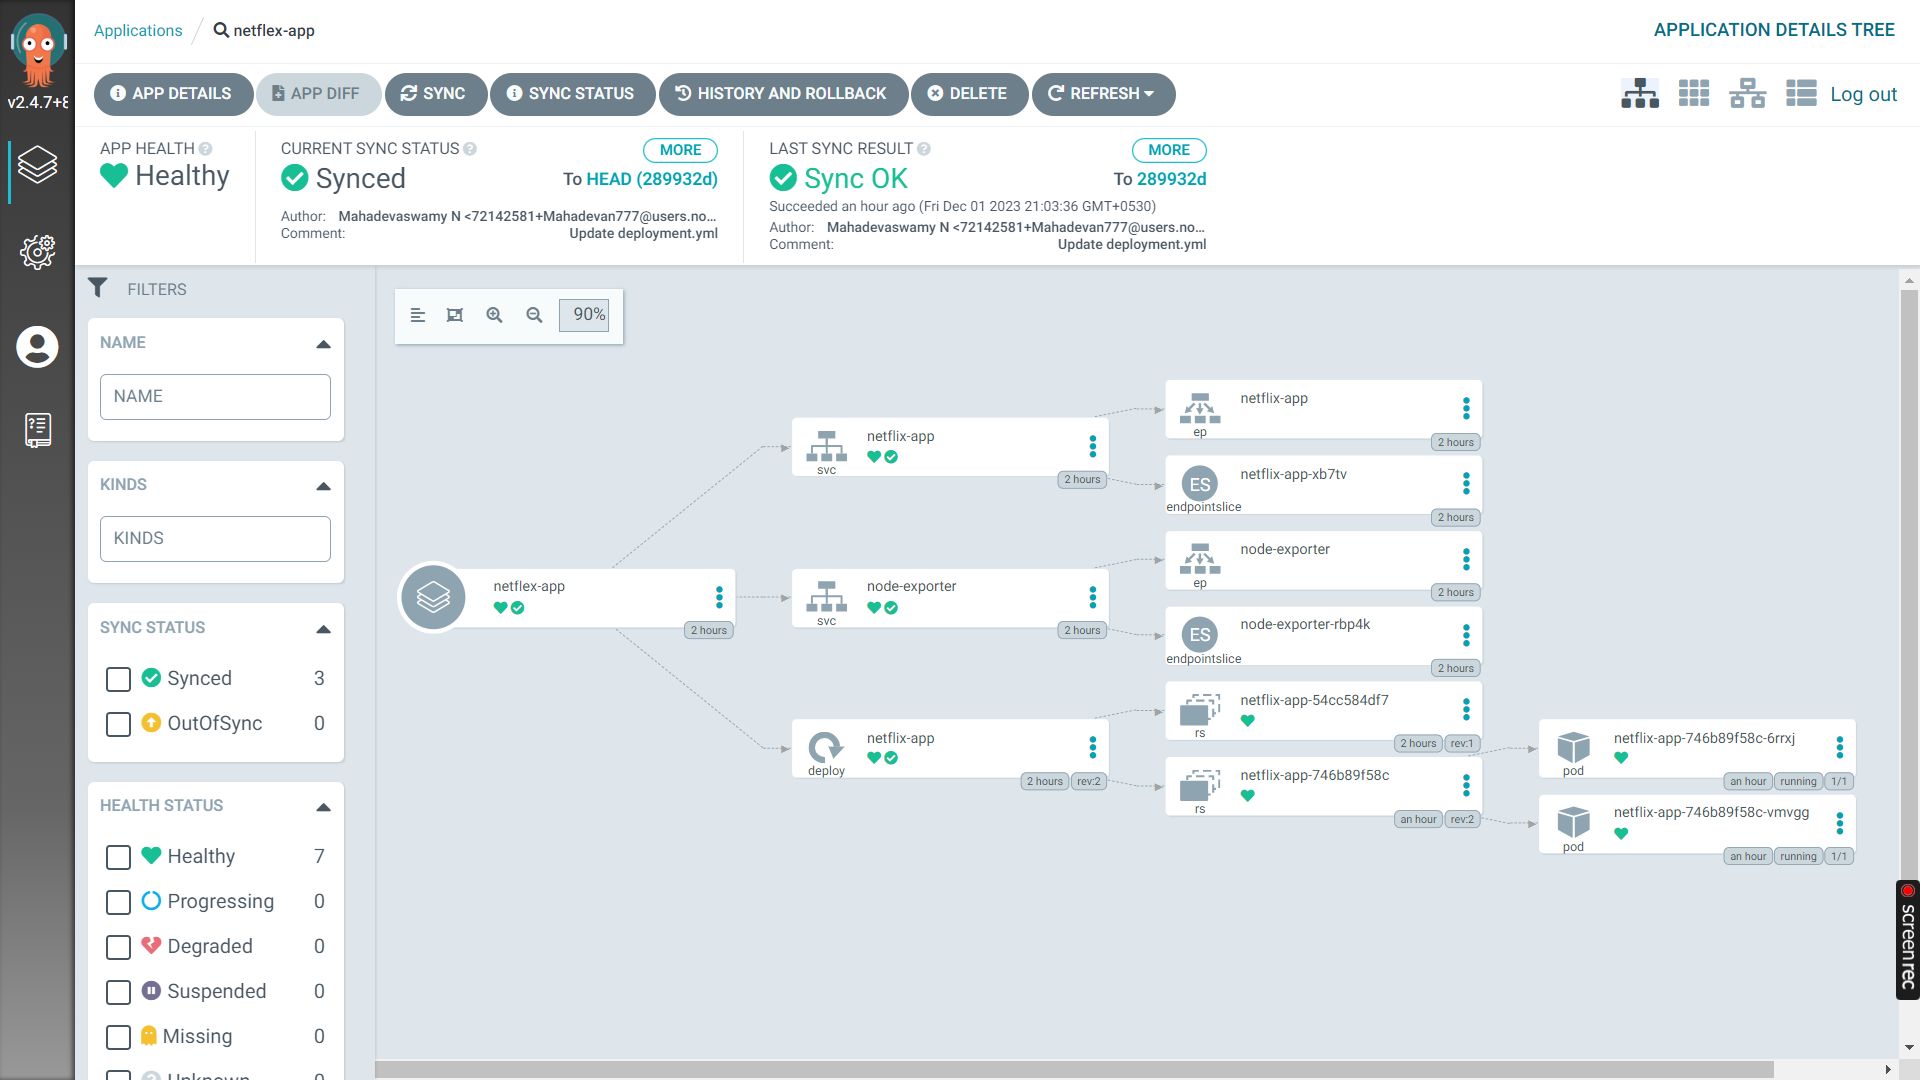 v2.4.7+8
Applications / netflex-app
APPLICATION DETAILS TREE
APP DETAILS
APP DIFF
SYNC
SYNC STATUS
HISTORY AND ROLLBACK
DELETE
REFRESH
Log out
APP HEALTH
Healthy
CURRENT SYNC STATUS
MORE
Synced
To HEAD (289932d)
Author: Mahadevaswamy N <72142581+Mahadevan777@users.no...
Comment: Update deployment.yml
LAST SYNC RESULT
MORE
Sync OK
To 289932d
Succeeded an hour ago (Fri Dec 01 2023 21:03:36 GMT+0530)
Author: Mahadevaswamy N <72142581+Mahadevan777@users.no...
Comment: Update deployment.yml
FILTERS
NAME
NAME
KINDS
KINDS
SYNC STATUS
Synced 3
OutOfSync 0
HEALTH STATUS
Healthy 7
Progressing 0
Degraded 0
Suspended 0
Missing 0
Unknown 0
90%
netflex-app
2 hours
svc
netflix-app
2 hours
svc
node-exporter
2 hours
deploy
netflix-app
2 hours
rev:2
ep
netflix-app
2 hours
ES
endpointslice
netflix-app-xb7tv
2 hours
ep
node-exporter
2 hours
ES
endpointslice
node-exporter-rbp4k
2 hours
rs
netflix-app-54cc584df7
2 hours
rev:1
rs
netflix-app-746b89f58c
an hour
rev:2
pod
netflix-app-746b89f58c-6rrxj
an hour
running
1/1
pod
netflix-app-746b89f58c-vmvgg
an hour
running
1/1
screenrec